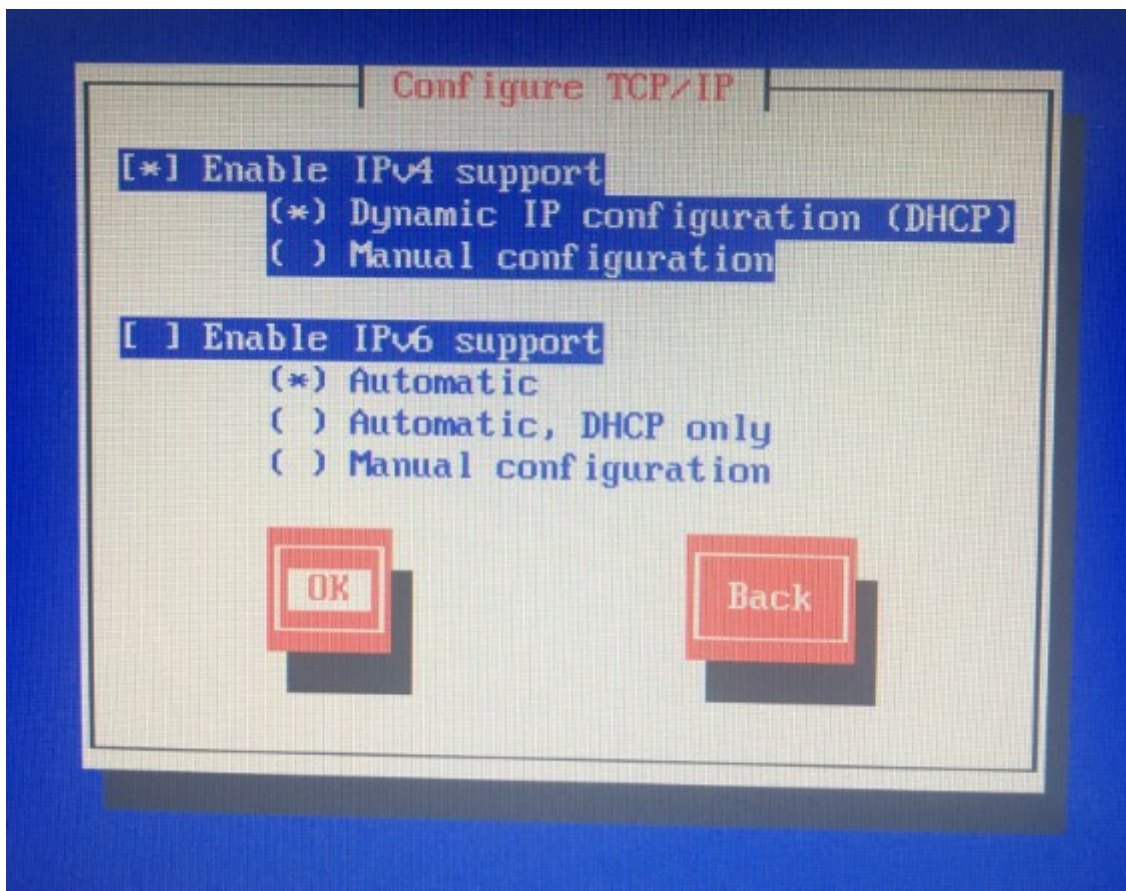 Configure TCP/IP
[*] Enable IPv4 support
(*) Dynamic IP configuration (DHCP)
( ) Manual configuration
[ ] Enable IPv6 support
(*) Automatic
( ) Automatic, DHCP only
( ) Manual configuration
OK Back